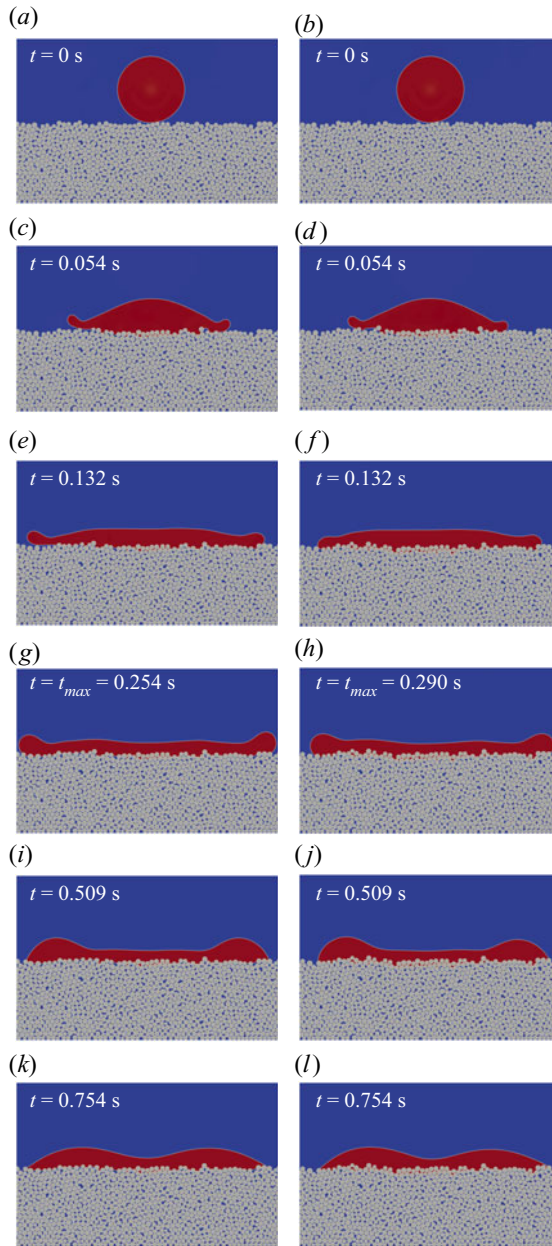 (a)
(b)
t = 0 s
t = 0 s
(c)
(d)
t = 0.054 s
t = 0.054 s
(e)
(f)
t = 0.132 s
t = 0.132 s
(g)
(h)
t = tmax = 0.254 s
t = tmax = 0.290 s
(i)
(j)
t = 0.509 s
t = 0.509 s
(k)
(l)
t = 0.754 s
t = 0.754 s